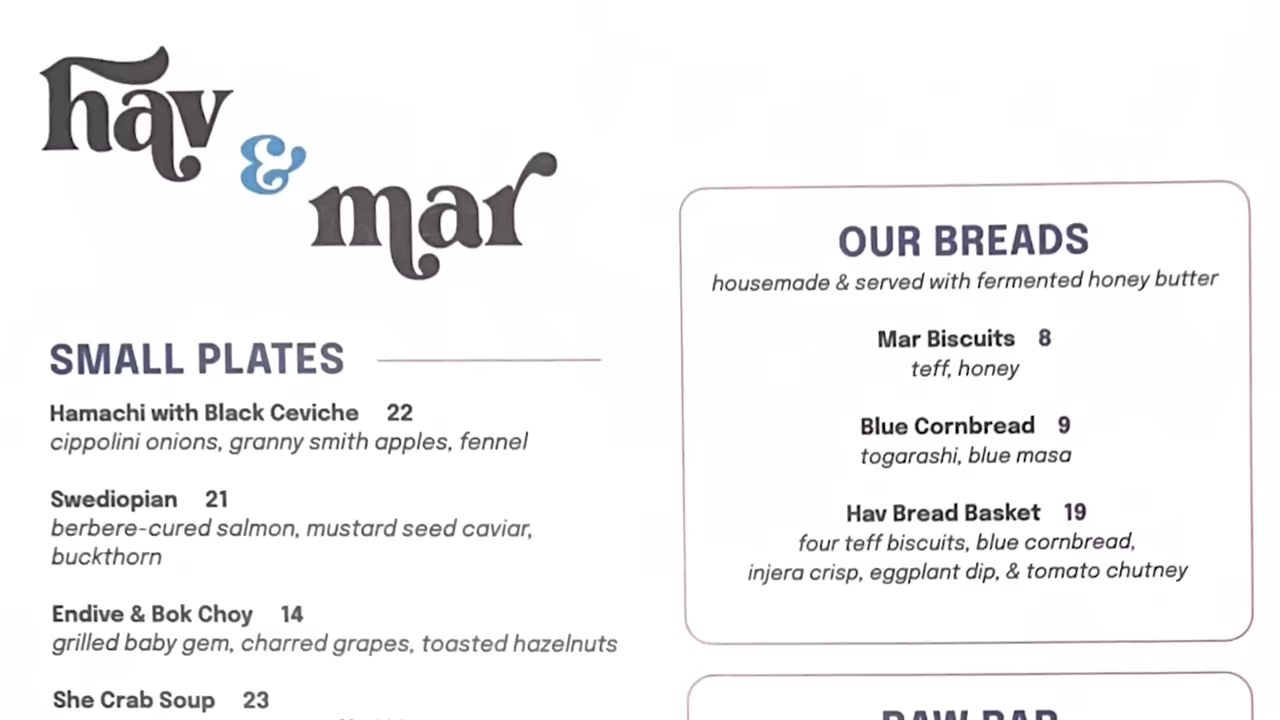 hav
&
mar
SMALL PLATES
Hamachi with Black Ceviche 22
cippolini onions, granny smith apples, fennel
Swediopian 21
berbere-cured salmon, mustard seed caviar,
buckthorn
Endive & Bok Choy 14
grilled baby gem, charred grapes, toasted hazelnuts
She Crab Soup 23
OUR BREADS
housemade & served with fermented honey butter
Mar Biscuits 8
teff, honey
Blue Cornbread 9
togarashi, blue masa
Hav Bread Basket 19
four teff biscuits, blue cornbread,
injera crisp, eggplant dip, & tomato chutney
RAW BAR